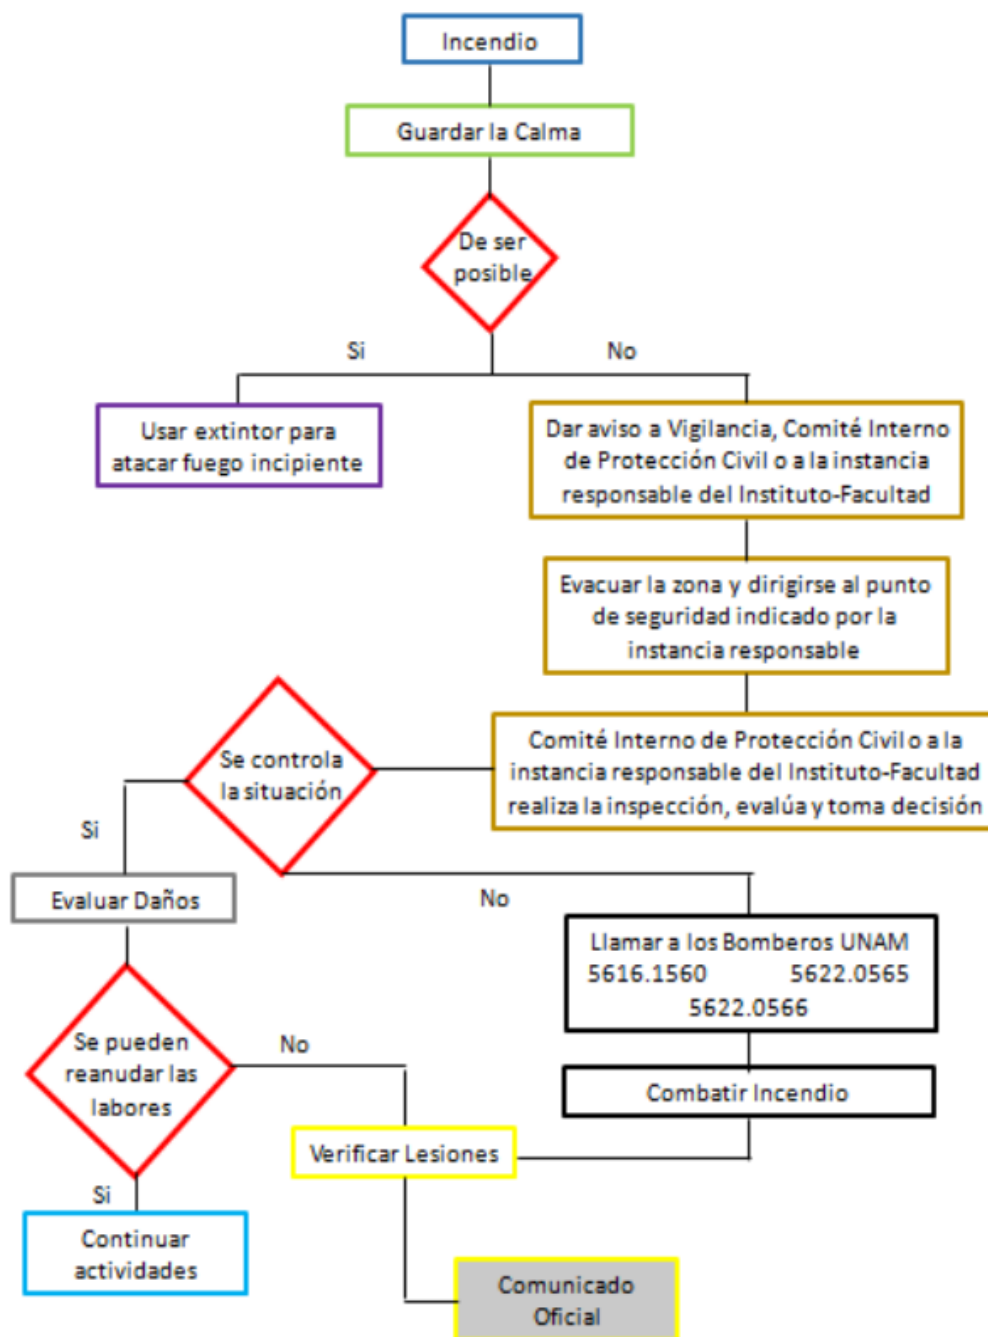 Incendio
Guardar la Calma
De ser
posible
Si
No
Usar extintor para
atacar fuego incipiente
Dar aviso a Vigilancia, Comité Interno
de Protección Civil o a la instancia
responsable del Instituto-Facultad
Evacuar la zona y dirigirse al punto
de seguridad indicado por la
instancia responsable
Comité Interno de Protección Civil o a la
instancia responsable del Instituto-Facultad
realiza la inspección, evalúa y toma decisión
Se controla
la situación
Si
No
Evaluar Daños
Llamar a los Bomberos UNAM
5616.1560 5622.0565
5622.0566
Se pueden
reanudar las
labores
No
Combatir Incendio
Verificar Lesiones
Si
Continuar
actividades
Comunicado
Oficial